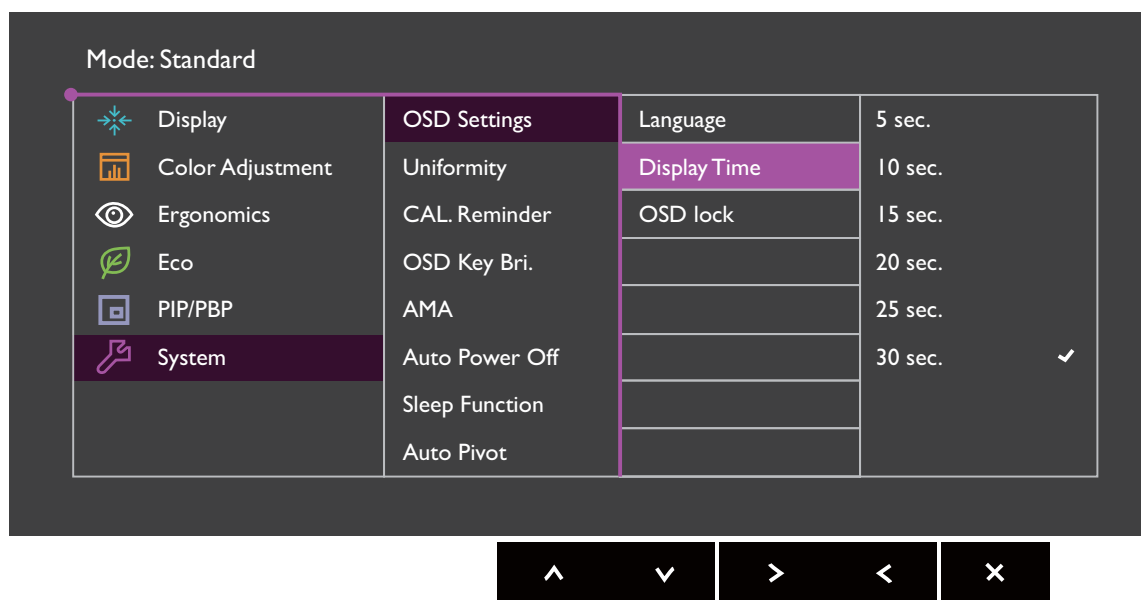 Mode: Standard
Display
Color Adjustment
Ergonomics
Eco
PIP/PBP
System
OSD Settings
Uniformity
CAL. Reminder
OSD Key Bri.
AMA
Auto Power Off
Sleep Function
Auto Pivot
Language
Display Time
OSD lock
5 sec.
10 sec.
15 sec.
20 sec.
25 sec.
30 sec.